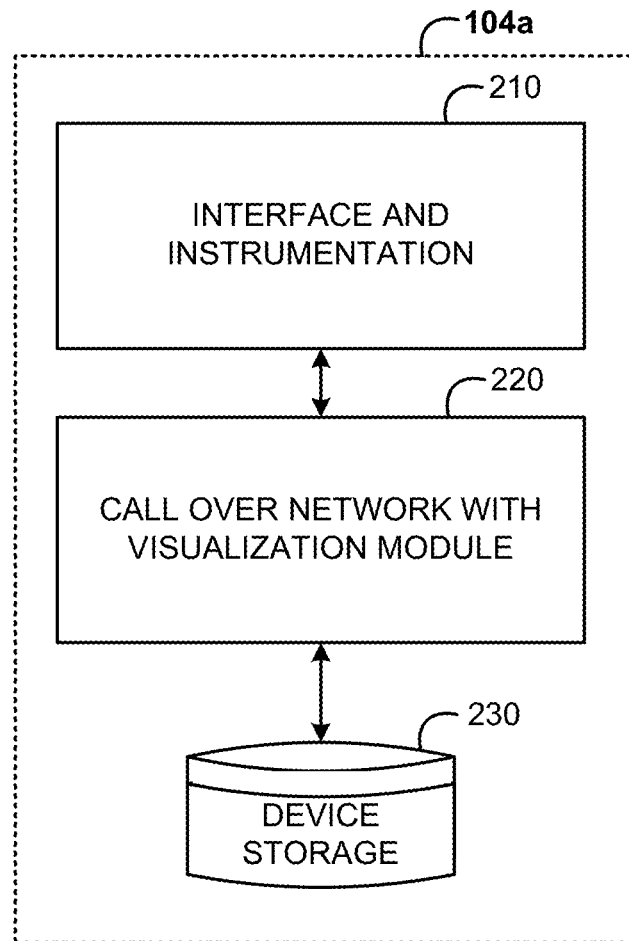 104a
210
INTERFACE AND
INSTRUMENTATION
220
CALL OVER NETWORK WITH
VISUALIZATION MODULE
230
DEVICE
STORAGE